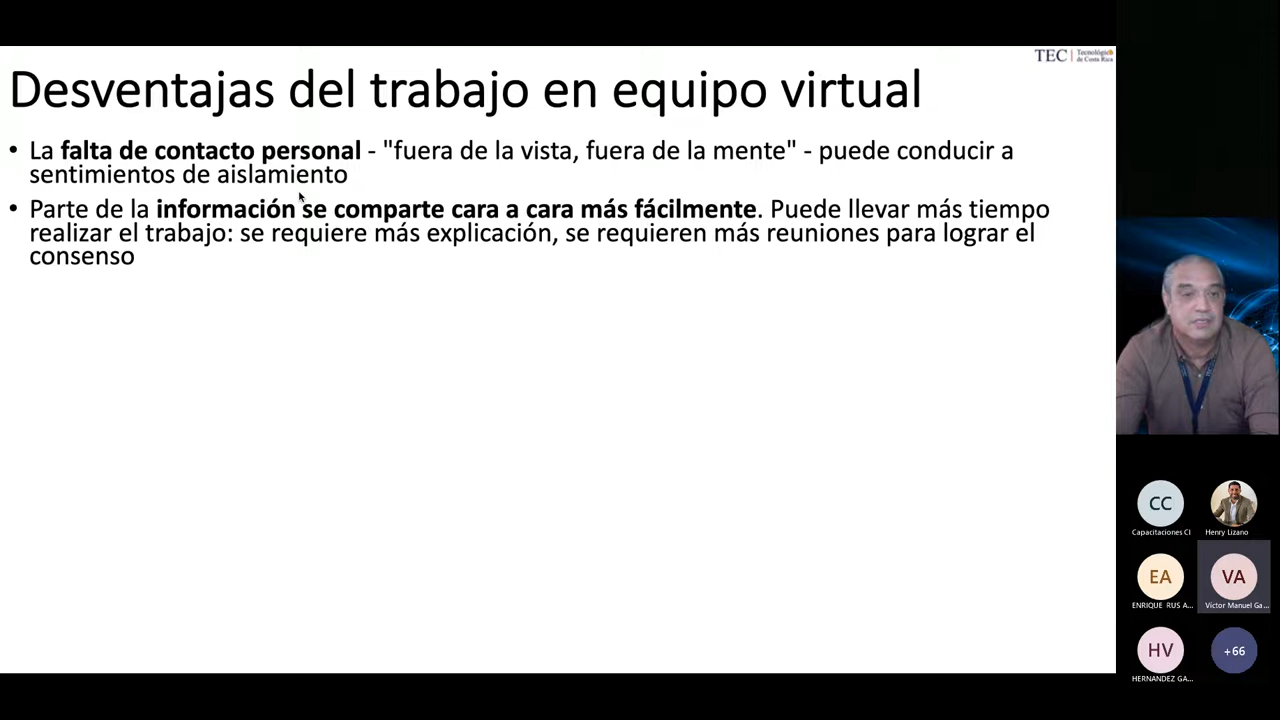 TEC | Tecnológico
de Costa Rica
Desventajas del trabajo en equipo virtual
• La falta de contacto personal - "fuera de la vista, fuera de la mente" - puede conducir a
sentimientos de aislamiento
• Parte de la información se comparte cara a cara más fácilmente. Puede llevar más tiempo
realizar el trabajo: se requiere más explicación, se requieren más reuniones para lograr el
consenso
CC
Capacitaciones CI
Henry Lizano
EA
VA
ENRIQUE RUS A...
Víctor Manuel Ga...
HV
+66
HERNANDEZ GA...